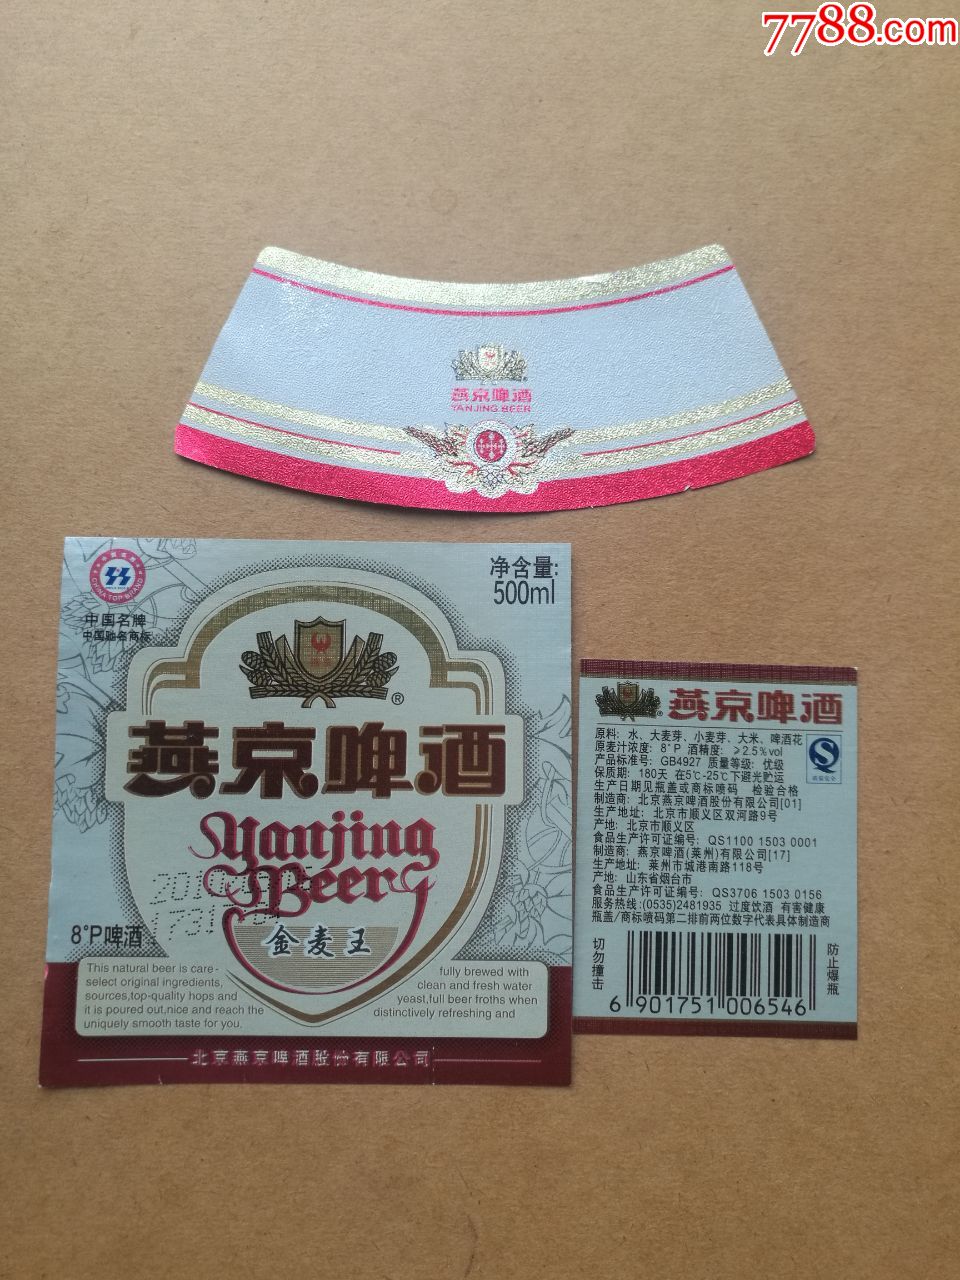 7788.com
燕京啤酒
YANJING BEER
CHINA TOP BRAND
中国名牌
中国驰名商标
净含量:
500ml
®
燕京啤酒
Yanjing
Beer
金麦王
8°P啤酒
This natural beer is care-
select original ingredients,
sources,top-quality hops and
it is poured out,nice and reach the
uniquely smooth taste for you.
fully brewed with
clean and fresh water
yeast,full beer froths when
distinctively refreshing and
北京燕京啤酒股份有限公司
燕京啤酒
原料: 水、大麦芽、小麦芽、大米、啤酒花
原麦汁浓度: 8°P 酒精度: ≥2.5%vol
产品标准号: GB4927 质量等级: 优级
保质期: 180天 在5℃-25℃下避光贮运
生产日期见瓶盖或商标喷码 检验合格
制造商: 北京燕京啤酒股份有限公司[01]
生产地址: 北京市顺义区双河路9号
产地: 北京市顺义区
食品生产许可证编号: QS1100 1503 0001
制造商: 燕京啤酒(莱州)有限公司[17]
生产地址: 莱州市城港南路118号
产地: 山东省烟台市
食品生产许可证编号: QS3706 1503 0156
服务热线:(0535)2481935 过度饮酒 有害健康
瓶盖/商标喷码第二排前两位数字代表具体制造商
质量安全
切勿撞击
防止爆瓶
6 901751 006546